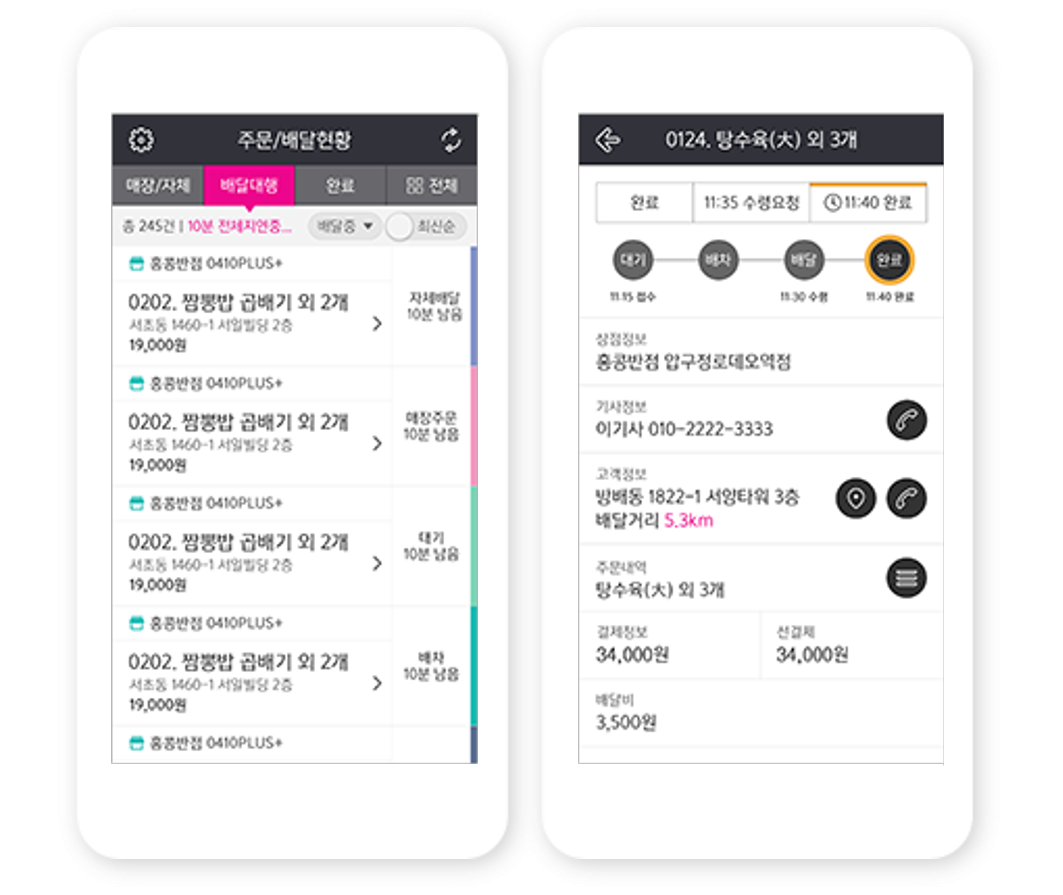 주문/배달현황
매장/자체 배달대행 완료 전체
총 245건 | 10분 전체지연중... 배달중 최신순
홍콩반점 0410PLUS+
0202. 짬뽕밥 곱배기 외 2개
서초동 1460-1 서일빌딩 2층
19,000원
자체배달
10분 남음
홍콩반점 0410PLUS+
0202. 짬뽕밥 곱배기 외 2개
서초동 1460-1 서일빌딩 2층
19,000원
매장주문
10분 남음
홍콩반점 0410PLUS+
0202. 짬뽕밥 곱배기 외 2개
서초동 1460-1 서일빌딩 2층
19,000원
대기
10분 남음
홍콩반점 0410PLUS+
0202. 짬뽕밥 곱배기 외 2개
서초동 1460-1 서일빌딩 2층
19,000원
배차
10분 남음
홍콩반점 0410PLUS+
0124. 탕수육(大) 외 3개
완료 11:35 수령요청 11:40 완료
대기 배차 배달 완료
11:15 접수 11:30 수령 11:40 완료
상점정보
홍콩반점 압구정로데오역점
기사정보
이기사 010-2222-3333
고객정보
방배동 1822-1 서양타워 3층
배달거리 5.3km
주문내역
탕수육(大) 외 3개
결제정보
34,000원
선결제
34,000원
배달비
3,500원